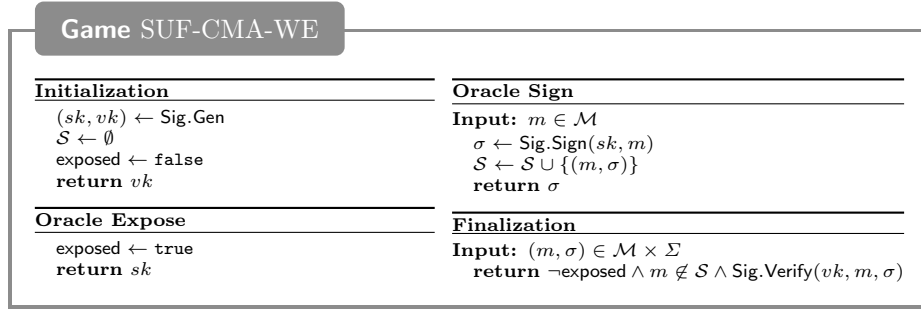 Game SUF-CMA-WE
Initialization
(sk, vk) ← Sig.Gen
𝒮 ← ∅
exposed ← false
return vk
Oracle Expose
exposed ← true
return sk
Oracle Sign
Input: m ∈ ℳ
σ ← Sig.Sign(sk, m)
𝒮 ← 𝒮 ∪ {(m, σ)}
return σ
Finalization
Input: (m, σ) ∈ ℳ × Σ
return ¬exposed ∧ m ∉ 𝒮 ∧ Sig.Verify(vk, m, σ)